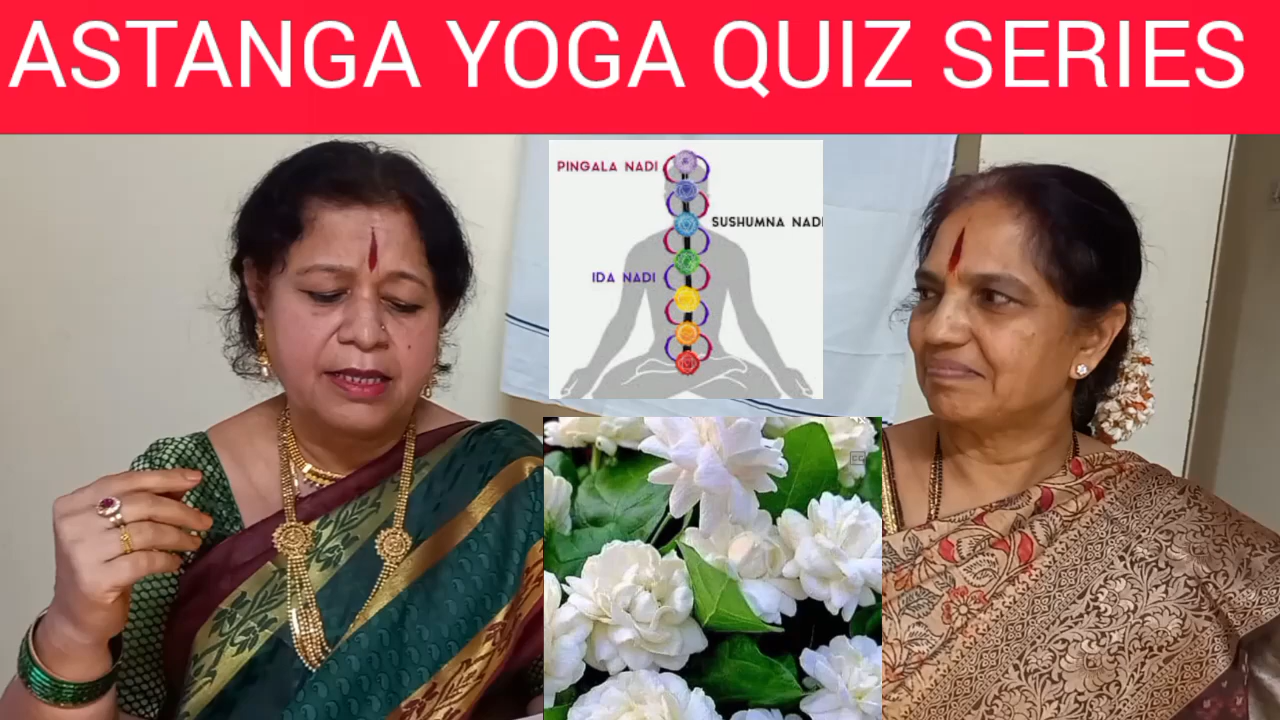 ASTANGA YOGA QUIZ SERIES
PINGALA NADI
SUSHUMNA NADI
IDA NADI